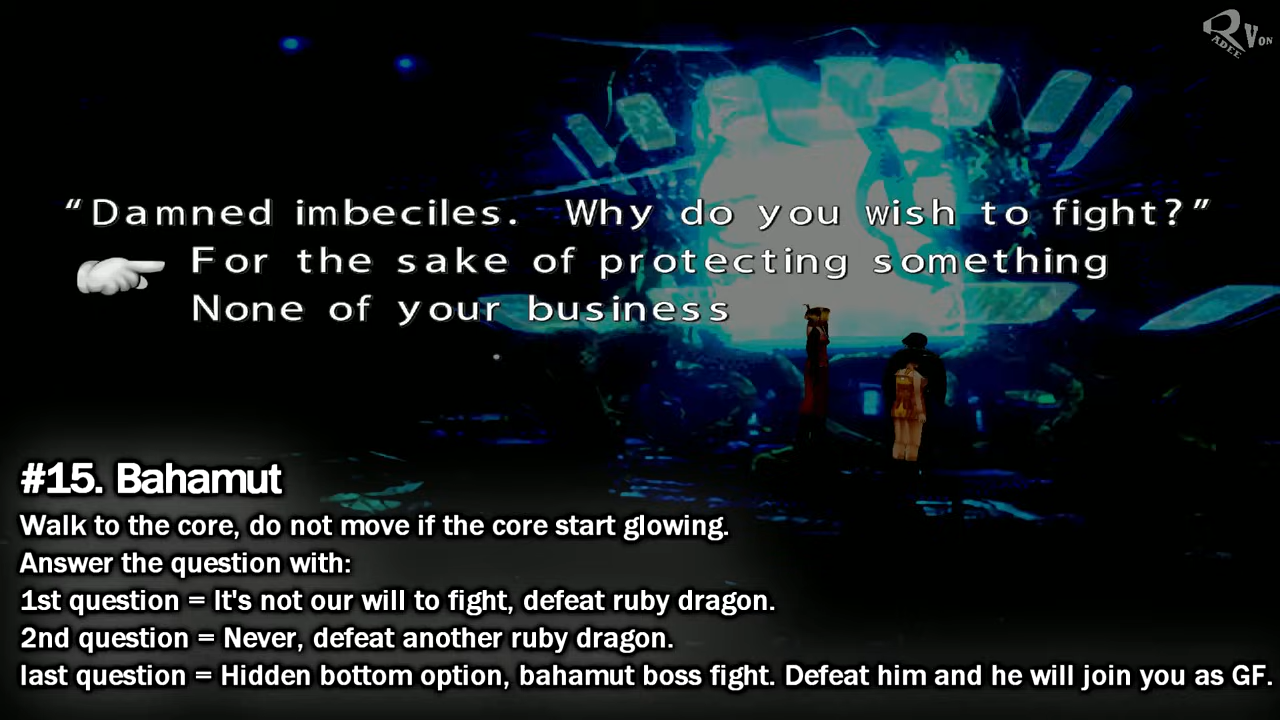 RADEE VON
“Damned imbeciles. Why do you wish to fight?”
For the sake of protecting something
None of your business
#15. Bahamut
Walk to the core, do not move if the core start glowing.
Answer the question with:
1st question = It's not our will to fight, defeat ruby dragon.
2nd question = Never, defeat another ruby dragon.
last question = Hidden bottom option, bahamut boss fight. Defeat him and he will join you as GF.